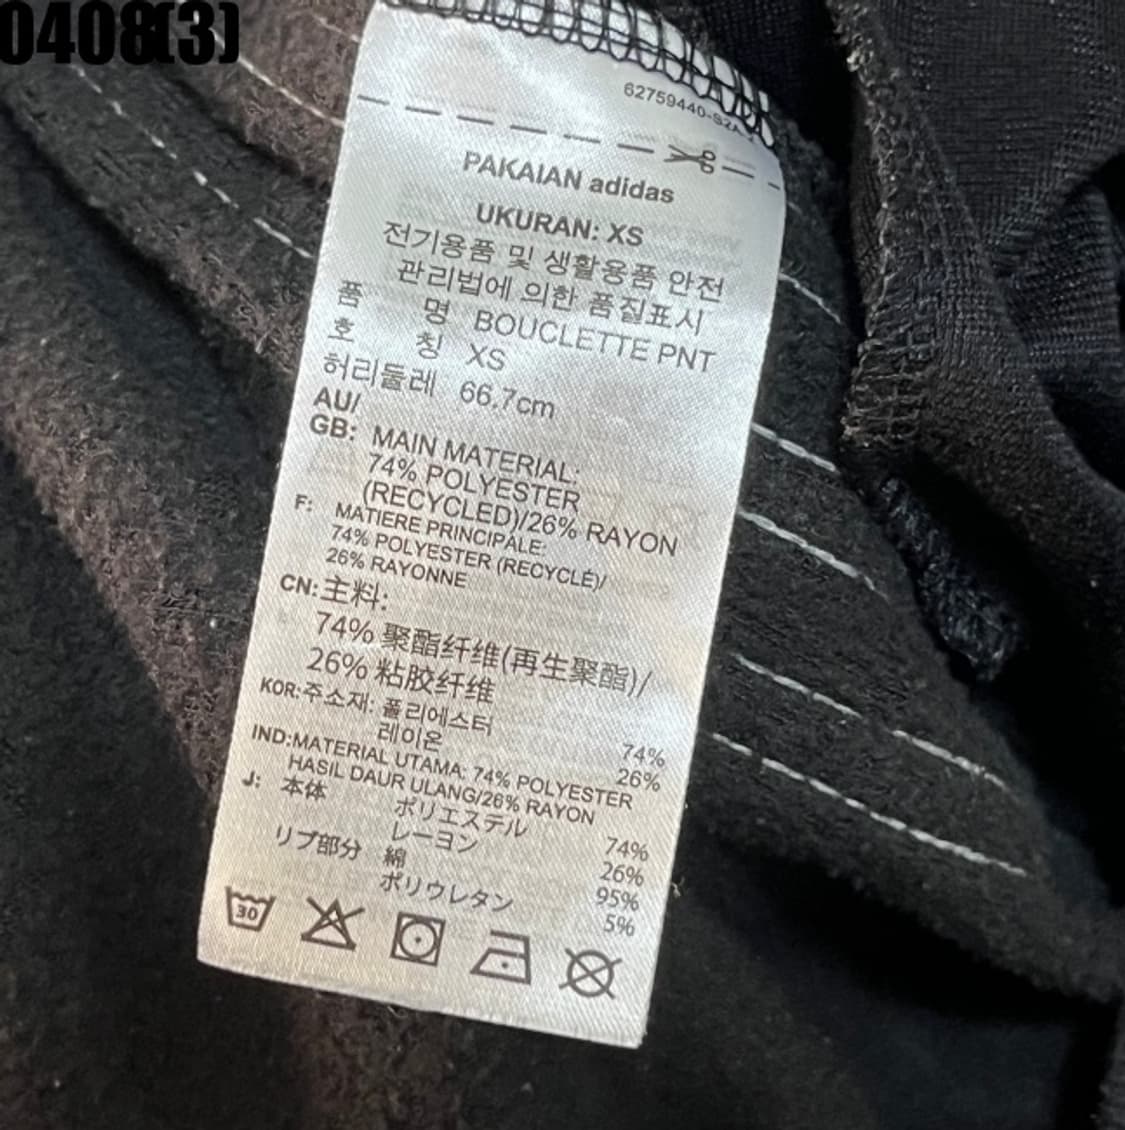 0408(3)
62759440-S2A-
PAKAIAN adidas
UKURAN: XS
전기용품 및 생활용품 안전
관리법에 의한 품질표시
품 명 BOUCLETTE PNT
호 칭 XS
허리둘레 66.7cm
AU/
GB: MAIN MATERIAL:
74% POLYESTER
(RECYCLED)/26% RAYON
F: MATIERE PRINCIPALE:
74% POLYESTER (RECYCLÉ)/
26% RAYONNE
CN:主料:
74% 聚酯纤维(再生聚酯)/
26% 粘胶纤维
KOR:주소재: 폴리에스터 74%
레이온 26%
IND:MATERIAL UTAMA: 74% POLYESTER
HASIL DAUR ULANG/26% RAYON
J: 本体 ポリエステル 74%
レーヨン 26%
リブ部分 綿 95%
ポリウレタン 5%
30